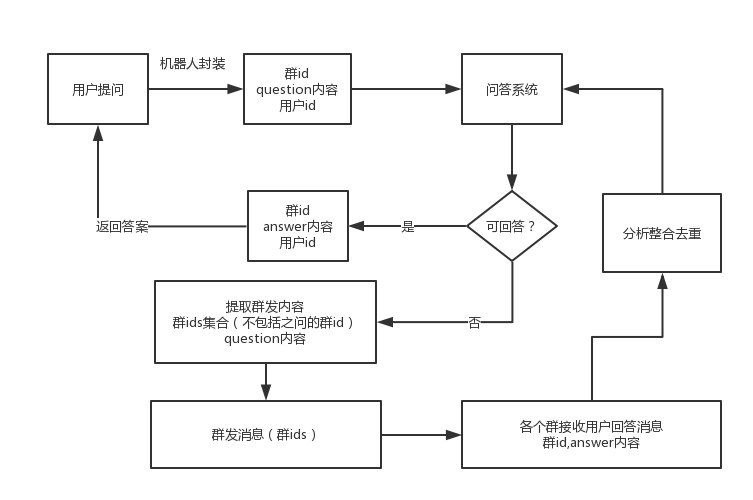 机器人封装
用户提问
群id
question内容
用户id
问答系统
返回答案
群id
answer内容
用户id
是
可回答？
分析整合去重
提取群发内容
群ids集合（不包括之问的群id）
question内容
否
群发消息（群ids）
各个群接收用户回答消息
群id,answer内容